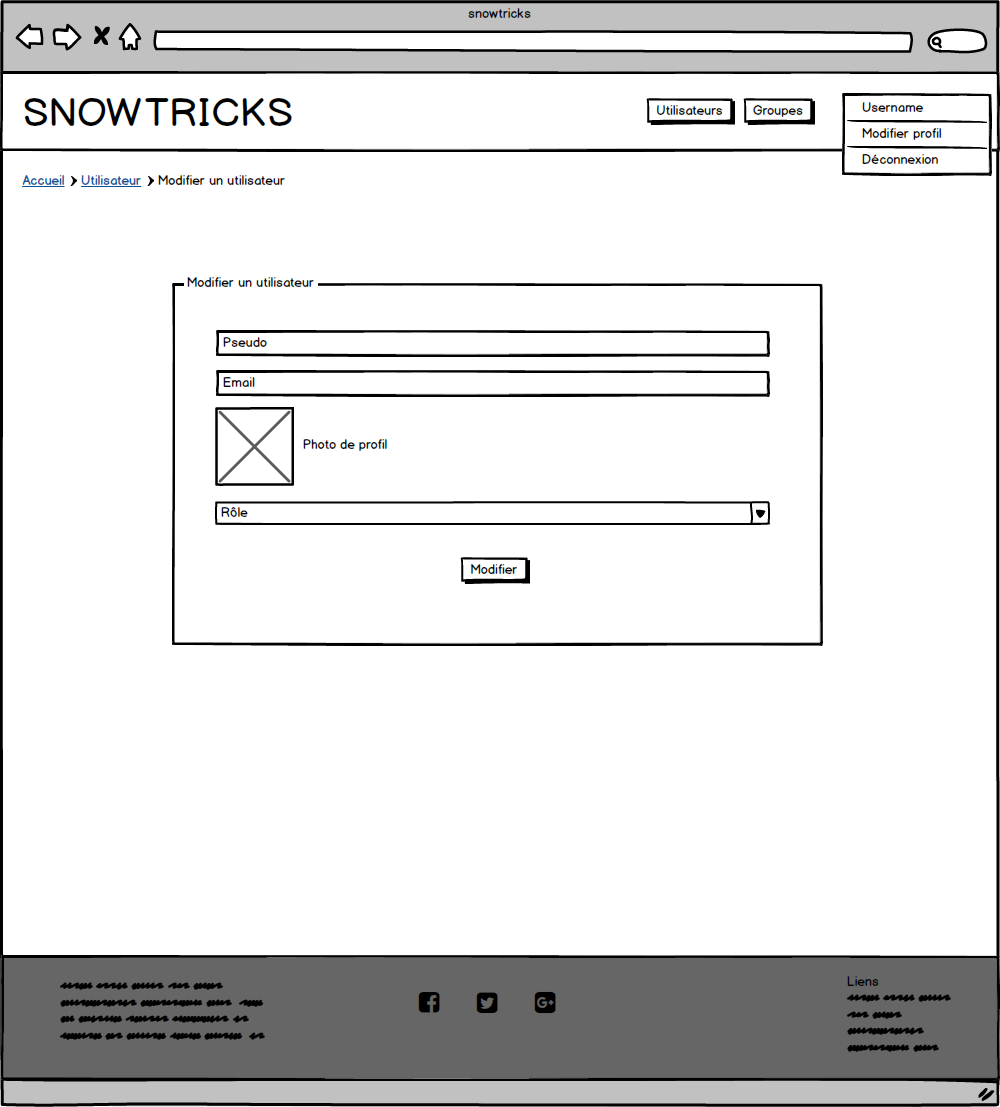 snowtricks
SNOWTRICKS
Utilisateurs
Groupes
Username
Modifier profil
Déconnexion
Accueil
Utilisateur
Modifier un utilisateur
Modifier un utilisateur
Pseudo
Email
Photo de profil
Rôle
Modifier
Liens